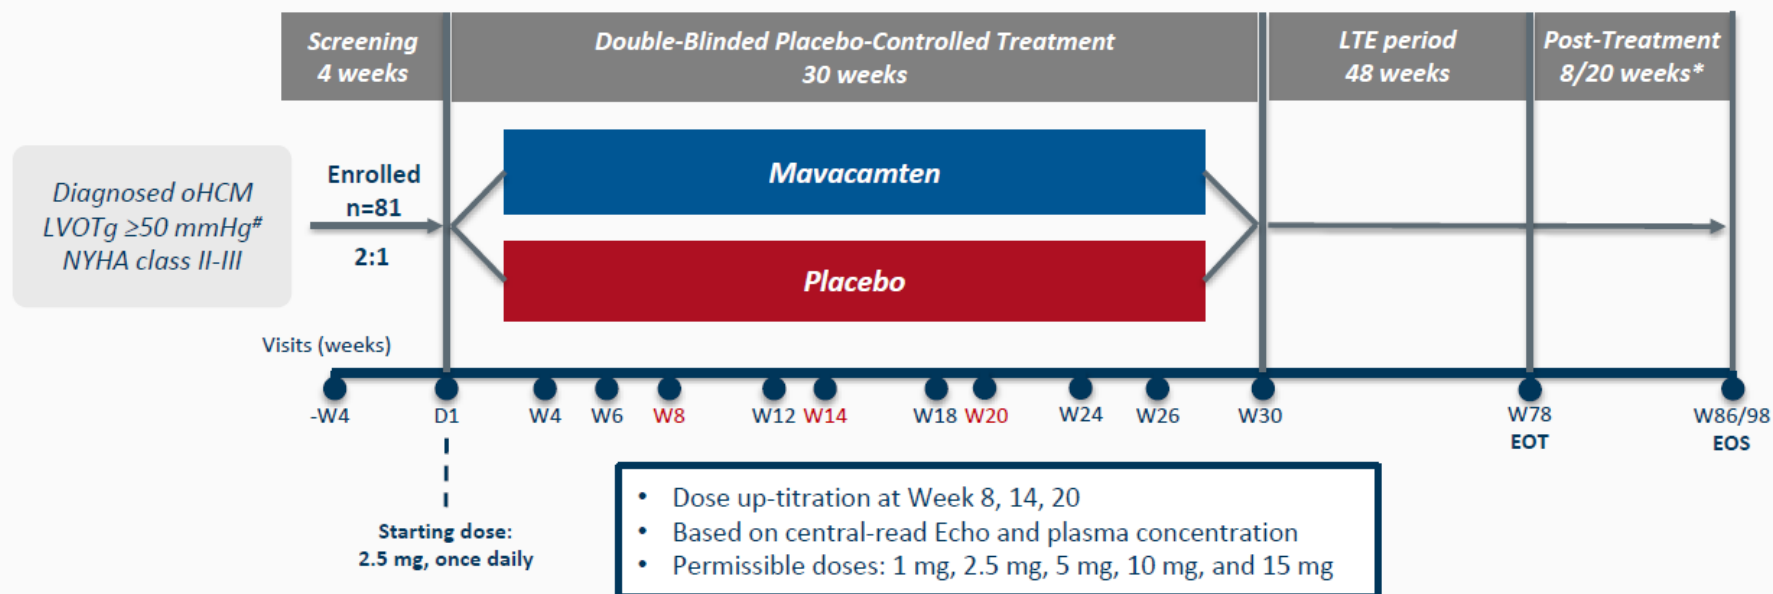 Screening
4 weeks
Double-Blinded Placebo-Controlled Treatment
30 weeks
LTE period
48 weeks
Post-Treatment
8/20 weeks*
Diagnosed oHCM
LVOTg ≥50 mmHg#
NYHA class II-III
Enrolled
n=81
2:1
Mavacamten
Placebo
Visits (weeks)
-W4 D1 W4 W6 W8 W12 W14 W18 W20 W24 W26 W30 W78 W86/98
EOT EOS
Starting dose:
2.5 mg, once daily
• Dose up-titration at Week 8, 14, 20
• Based on central-read Echo and plasma concentration
• Permissible doses: 1 mg, 2.5 mg, 5 mg, 10 mg, and 15 mg